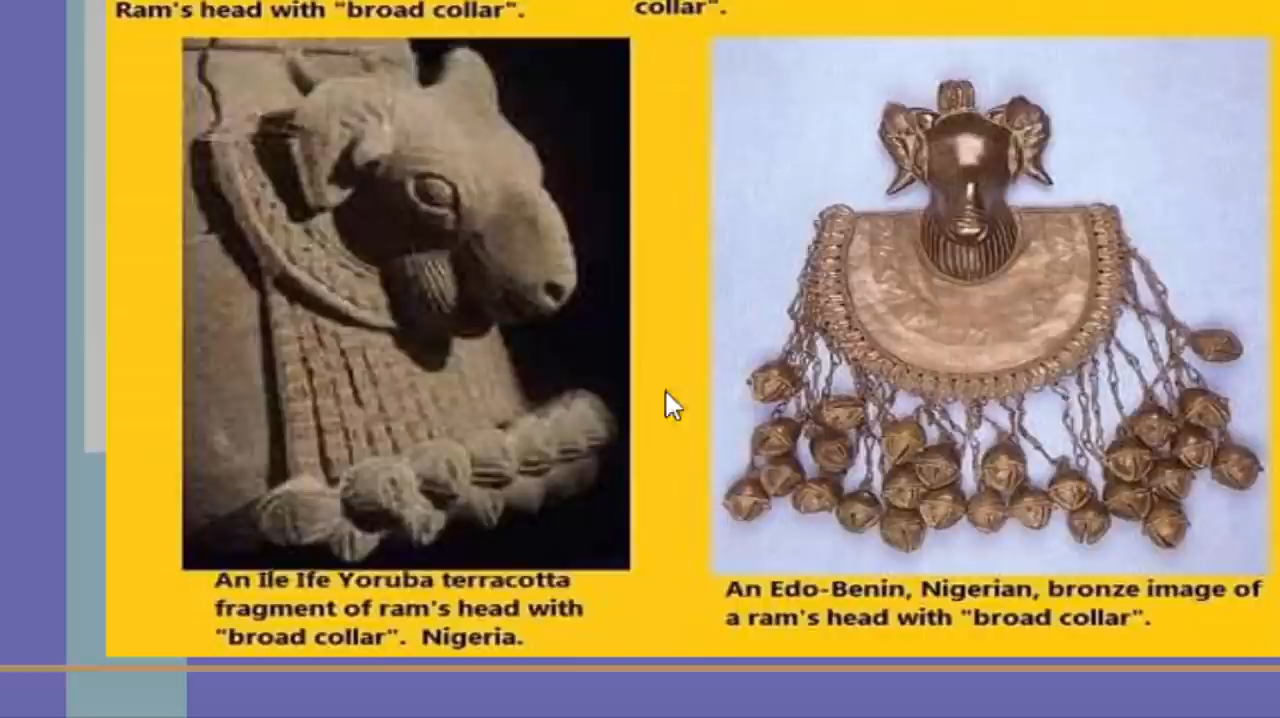 Ram's head with "broad collar".
collar".
An Ile Ife Yoruba terracotta
fragment of ram's head with
"broad collar".  Nigeria.
An Edo-Benin, Nigerian, bronze image of
a ram's head with "broad collar".